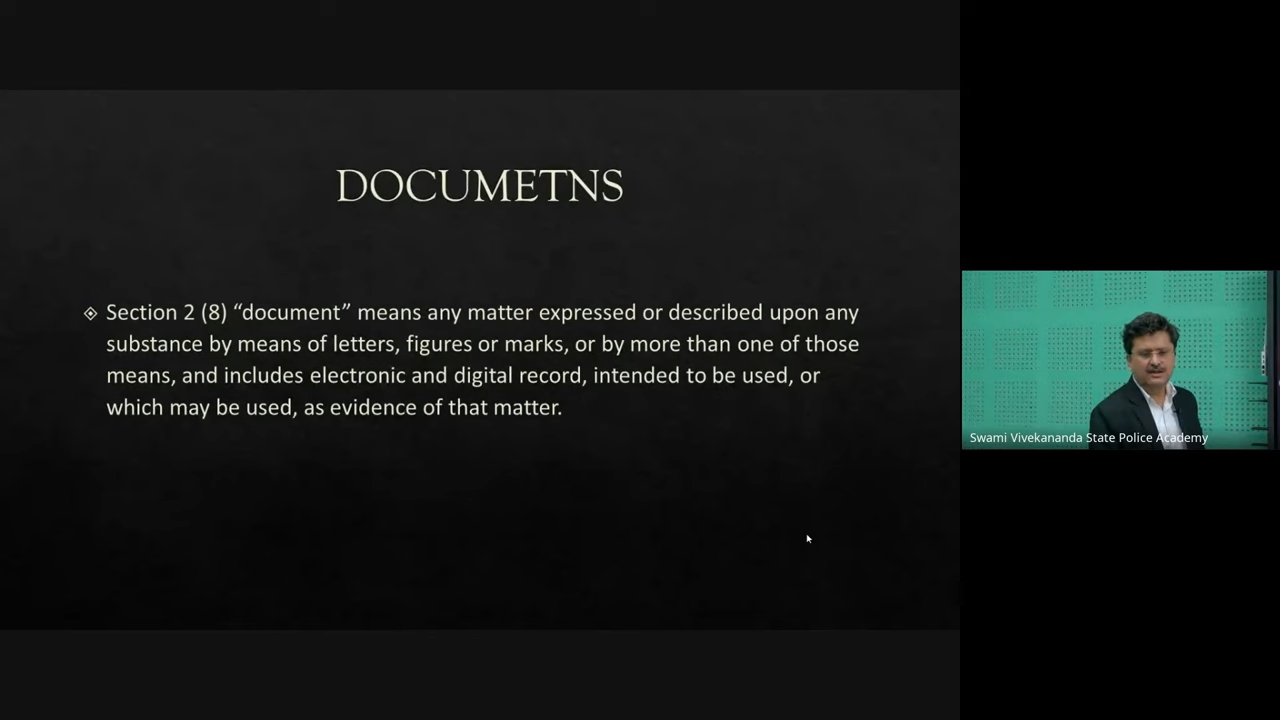 DOCUMETNS
Section 2 (8) “document” means any matter expressed or described upon any
substance by means of letters, figures or marks, or by more than one of those
means, and includes electronic and digital record, intended to be used, or
which may be used, as evidence of that matter.
Swami Vivekananda State Police Academy